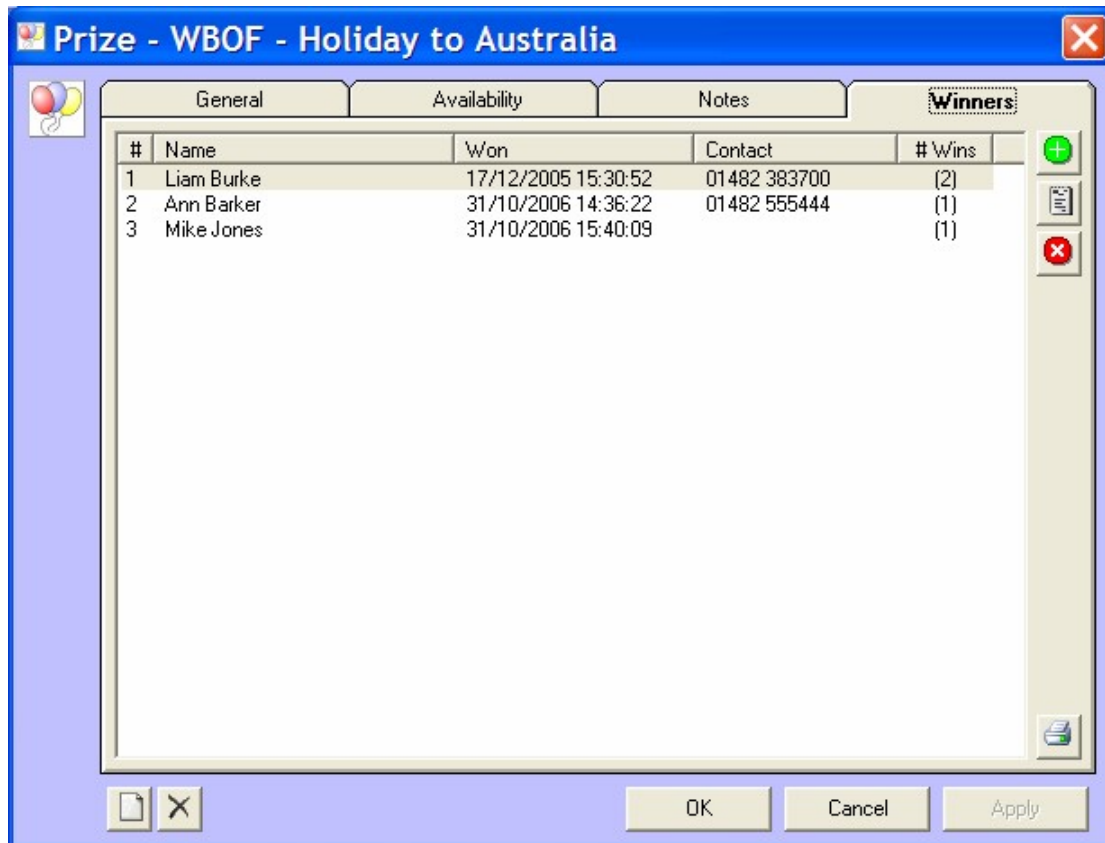 Prize - WBOF - Holiday to Australia
General Availability Notes Winners
# Name Won Contact # Wins
1 Liam Burke 17/12/2005 15:30:52 01482 383700 (2)
2 Ann Barker 31/10/2006 14:36:22 01482 555444 (1)
3 Mike Jones 31/10/2006 15:40:09 (1)
OK Cancel Apply